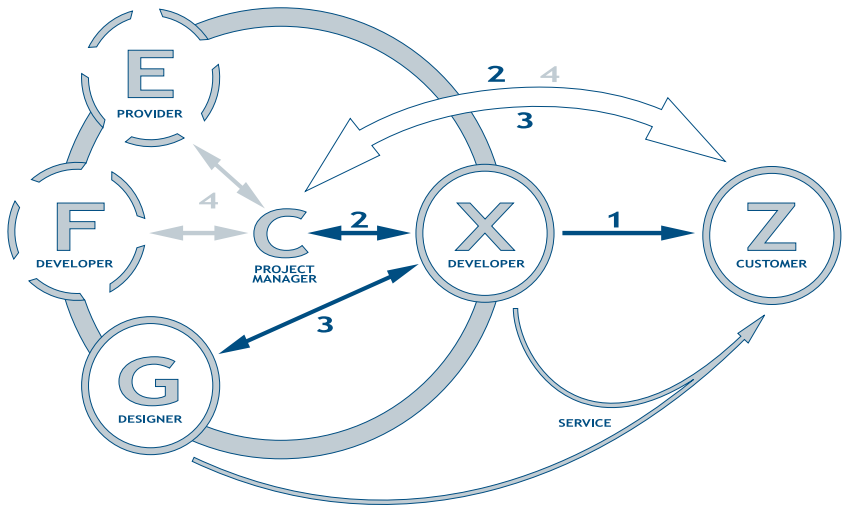 E
PROVIDER
2 4
3
4
F
DEVELOPER
C
PROJECT
MANAGER
2
X
DEVELOPER
1
Z
CUSTOMER
3
G
DESIGNER
SERVICE